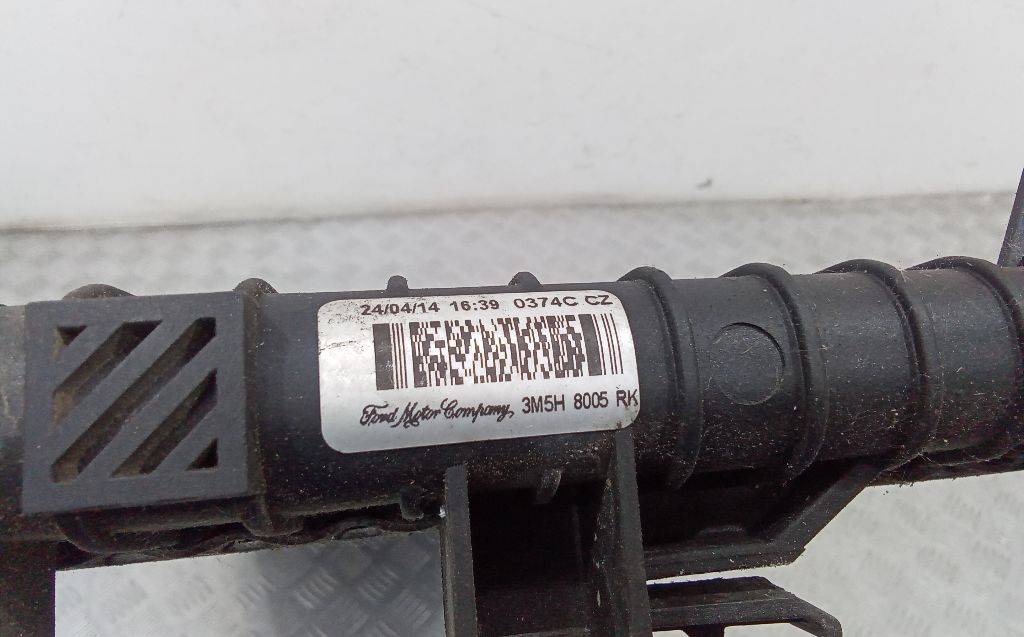 24/04/14 16:39 0374C CZ
Ford Motor Company, 3M5H 8005 RK